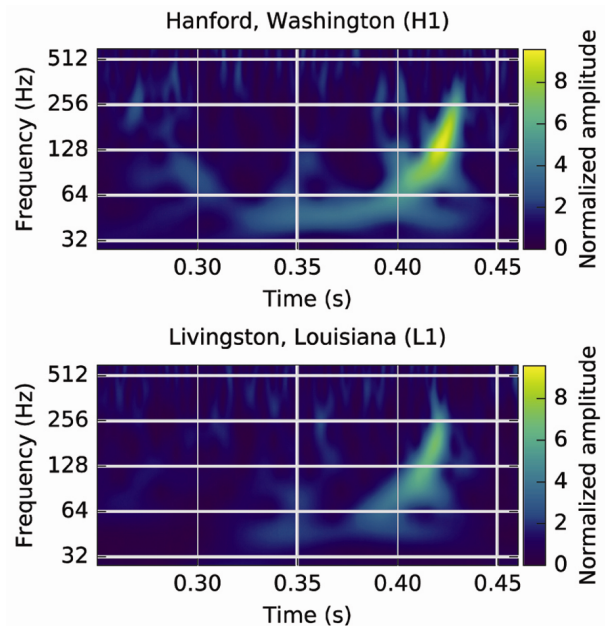 Hanford, Washington (H1)
512
256
128
64
32
Frequency (Hz)
0.30 0.35 0.40 0.45
Time (s)
8
6
4
2
0
Normalized amplitude
Livingston, Louisiana (L1)
512
256
128
64
32
Frequency (Hz)
0.30 0.35 0.40 0.45
Time (s)
8
6
4
2
0
Normalized amplitude